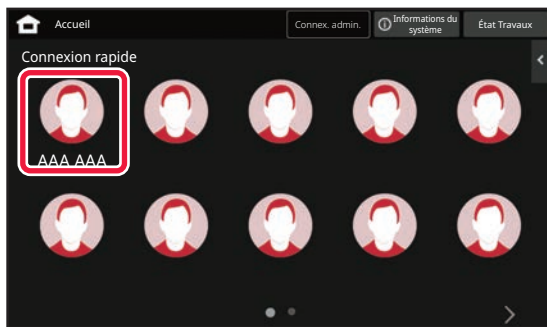 Accueil
Connex. admin.
Informations du
système
État Travaux
Connexion rapide
AAA AAA